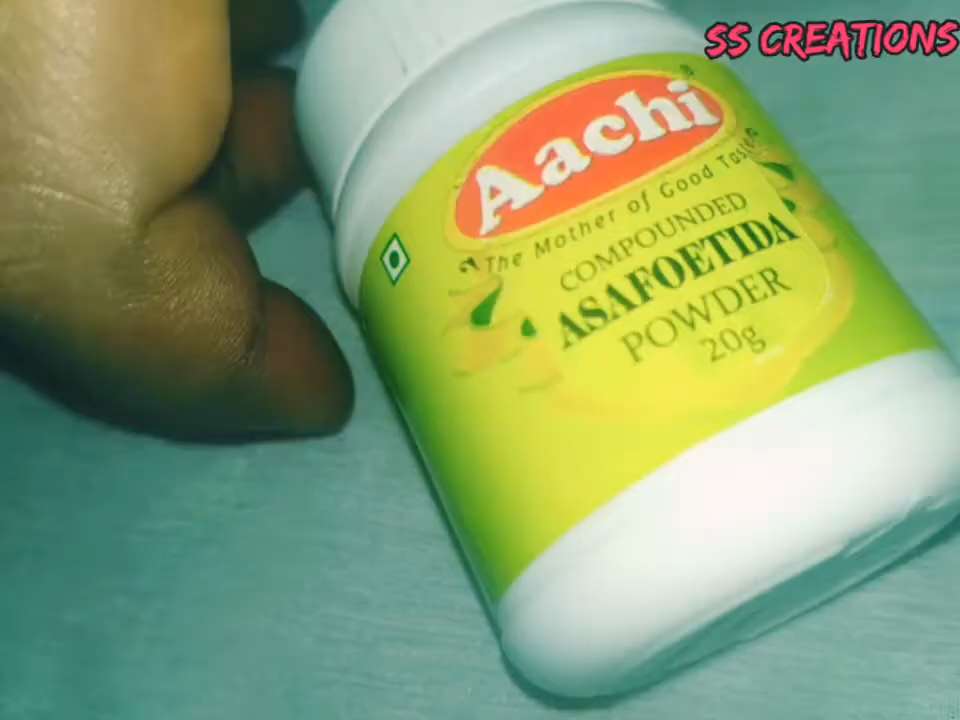 SS CREATIONS
Aachi
The Mother of Good Taste
COMPOUNDED
ASAFOETIDA
POWDER
20g